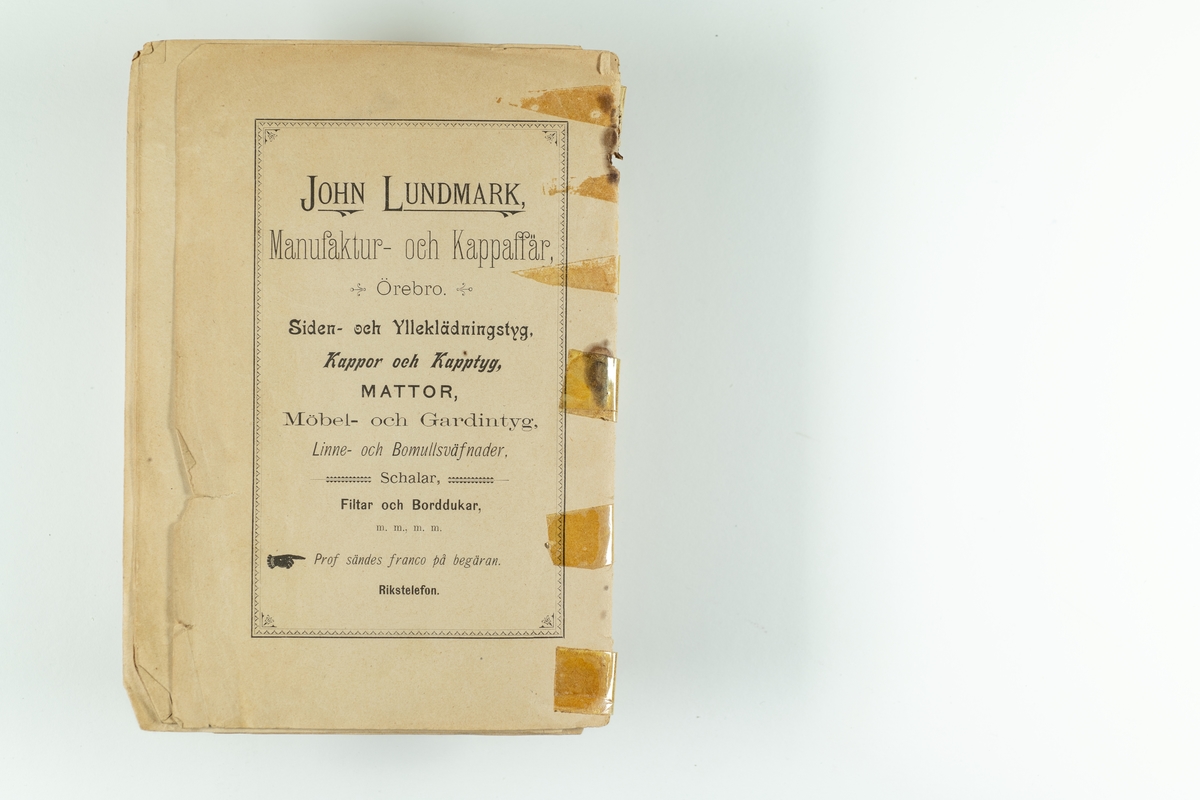 JOHN LUNDMARK,
Manufaktur- och Kappaffär,
Örebro.
Siden- och Ylleklädningstyg,
Kappor och Kapptyg,
MATTOR,
Möbel- och Gardintyg,
Linne- och Bomullsväfnader,
Schalar,
Filtar och Borddukar,
m. m., m. m.
Prof sändes franco på begäran.
Rikstelefon.